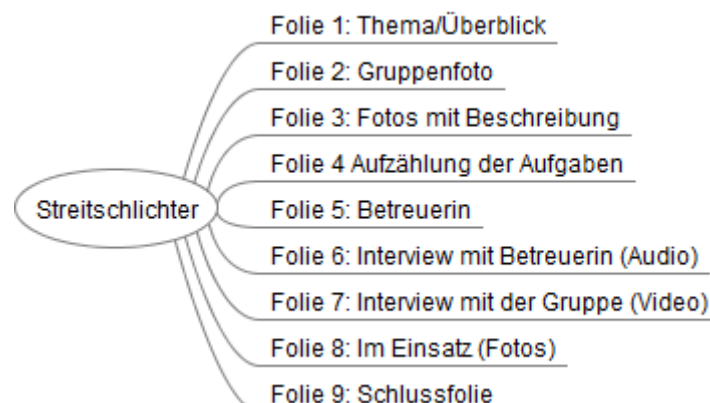 Folie 1: Thema/Überblick
Folie 2: Gruppenfoto
Folie 3: Fotos mit Beschreibung
Folie 4 Aufzählung der Aufgaben
Streitschlichter
Folie 5: Betreuerin
Folie 6: Interview mit Betreuerin (Audio)
Folie 7: Interview mit der Gruppe (Video)
Folie 8: Im Einsatz (Fotos)
Folie 9: Schlussfolie